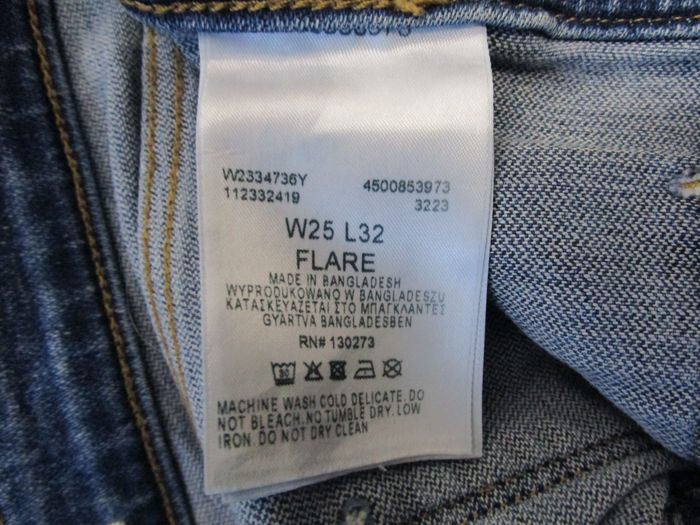 W2334736Y 4500853973
112332419 3223
W25 L32
FLARE
MADE IN BANGLADESH
WYPRODUKOWANO W BANGLADESZU
ΚΑΤΑΣΚΕΥΑΖΕΤΑΙ ΣΤΟ ΜΠΑΓΚΛΑΝΤΕΣ
GYARTVA BANGLADESBEN
RN# 130273
MACHINE WASH COLD DELICATE. DO
NOT BLEACH. NO TUMBLE DRY. LOW
IRON. DO NOT DRY CLEAN